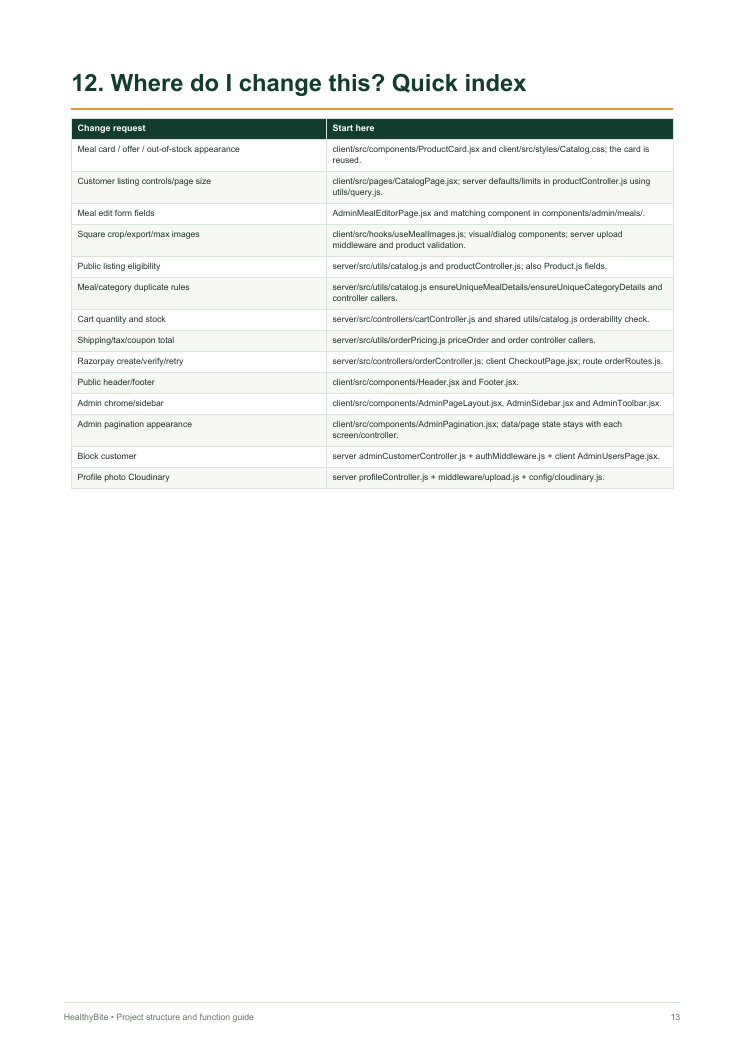 12. Where do I change this? Quick index
Change request
Start here
Meal card / offer / out-of-stock appearance
client/src/components/ProductCard.jsx and client/src/styles/Catalog.css; the card is
reused.
Customer listing controls/page size
client/src/pages/CatalogPage.jsx; server defaults/limits in productController.js using
utils/query.js.
Meal edit form fields
AdminMealEditorPage.jsx and matching component in components/admin/meals/.
Square crop/export/max images
client/src/hooks/useMealImages.js; visual/dialog components; server upload
middleware and product validation.
Public listing eligibility
server/src/utils/catalog.js and productController.js; also Product.js fields.
Meal/category duplicate rules
server/src/utils/catalog.js ensureUniqueMealDetails/ensureUniqueCategoryDetails and
controller callers.
Cart quantity and stock
server/src/controllers/cartController.js and shared utils/catalog.js orderability check.
Shipping/tax/coupon total
server/src/utils/orderPricing.js priceOrder and order controller callers.
Razorpay create/verify/retry
server/src/controllers/orderController.js; client CheckoutPage.jsx; route orderRoutes.js.
Public header/footer
client/src/components/Header.jsx and Footer.jsx.
Admin chrome/sidebar
client/src/components/AdminPageLayout.jsx, AdminSidebar.jsx and AdminToolbar.jsx.
Admin pagination appearance
client/src/components/AdminPagination.jsx; data/page state stays with each
screen/controller.
Block customer
server adminCustomerController.js + authMiddleware.js + client AdminUsersPage.jsx.
Profile photo Cloudinary
server profileController.js + middleware/upload.js + config/cloudinary.js.
HealthyBite • Project structure and function guide
13